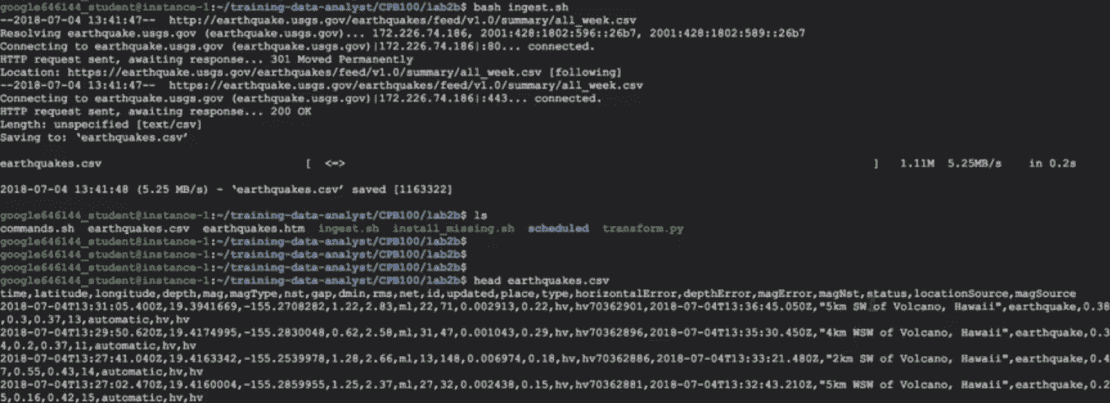 google646144_student@instance-1:~/training-data-analyst/CPB100/lab2b$ bash ingest.sh
--2018-07-04 13:41:47--  http://earthquake.usgs.gov/earthquakes/feed/v1.0/summary/all_week.csv
Resolving earthquake.usgs.gov (earthquake.usgs.gov)... 172.226.74.186, 2001:428:1802:596::26b7, 2001:428:1802:589::26b7
Connecting to earthquake.usgs.gov (earthquake.usgs.gov)|172.226.74.186|:80... connected.
HTTP request sent, awaiting response... 301 Moved Permanently
Location: https://earthquake.usgs.gov/earthquakes/feed/v1.0/summary/all_week.csv [following]
--2018-07-04 13:41:47--  https://earthquake.usgs.gov/earthquakes/feed/v1.0/summary/all_week.csv
Connecting to earthquake.usgs.gov (earthquake.usgs.gov)|172.226.74.186|:443... connected.
HTTP request sent, awaiting response... 200 OK
Length: unspecified [text/csv]
Saving to: ‘earthquakes.csv’
earthquakes.csv [ <=> ] 1.11M 5.25MB/s in 0.2s
2018-07-04 13:41:48 (5.25 MB/s) - ‘earthquakes.csv’ saved [1163322]
google646144_student@instance-1:~/training-data-analyst/CPB100/lab2b$ ls
commands.sh  earthquakes.csv  earthquakes.htm  ingest.sh  install_missing.sh  scheduled  transform.py
google646144_student@instance-1:~/training-data-analyst/CPB100/lab2b$
google646144_student@instance-1:~/training-data-analyst/CPB100/lab2b$
google646144_student@instance-1:~/training-data-analyst/CPB100/lab2b$
google646144_student@instance-1:~/training-data-analyst/CPB100/lab2b$ head earthquakes.csv
time,latitude,longitude,depth,mag,magType,nst,gap,dmin,rms,net,id,updated,place,type,horizontalError,depthError,magError,magNst,status,locationSource,magSource
2018-07-04T13:31:05.400Z,19.3941669,-155.2708282,1.22,2.83,ml,22,71,0.002913,0.22,hv,hv70362901,2018-07-04T13:36:45.050Z,"5km SW of Volcano, Hawaii",earthquake,0.38
,0.3,0.37,13,automatic,hv,hv
2018-07-04T13:29:50.620Z,19.4174995,-155.2830048,0.62,2.58,ml,31,47,0.001043,0.29,hv,hv70362896,2018-07-04T13:35:30.450Z,"4km WSW of Volcano, Hawaii",earthquake,0.3
4,0.2,0.37,11,automatic,hv,hv
2018-07-04T13:27:41.040Z,19.4163342,-155.2539978,1.28,2.66,ml,13,148,0.006974,0.18,hv,hv70362886,2018-07-04T13:33:21.480Z,"2km SW of Volcano, Hawaii",earthquake,0.4
7,0.55,0.43,14,automatic,hv,hv
2018-07-04T13:27:02.470Z,19.4160004,-155.2859955,1.25,2.37,ml,27,32,0.002438,0.15,hv,hv70362881,2018-07-04T13:32:43.210Z,"5km WSW of Volcano, Hawaii",earthquake,0.2
5,0.16,0.42,15,automatic,hv,hv